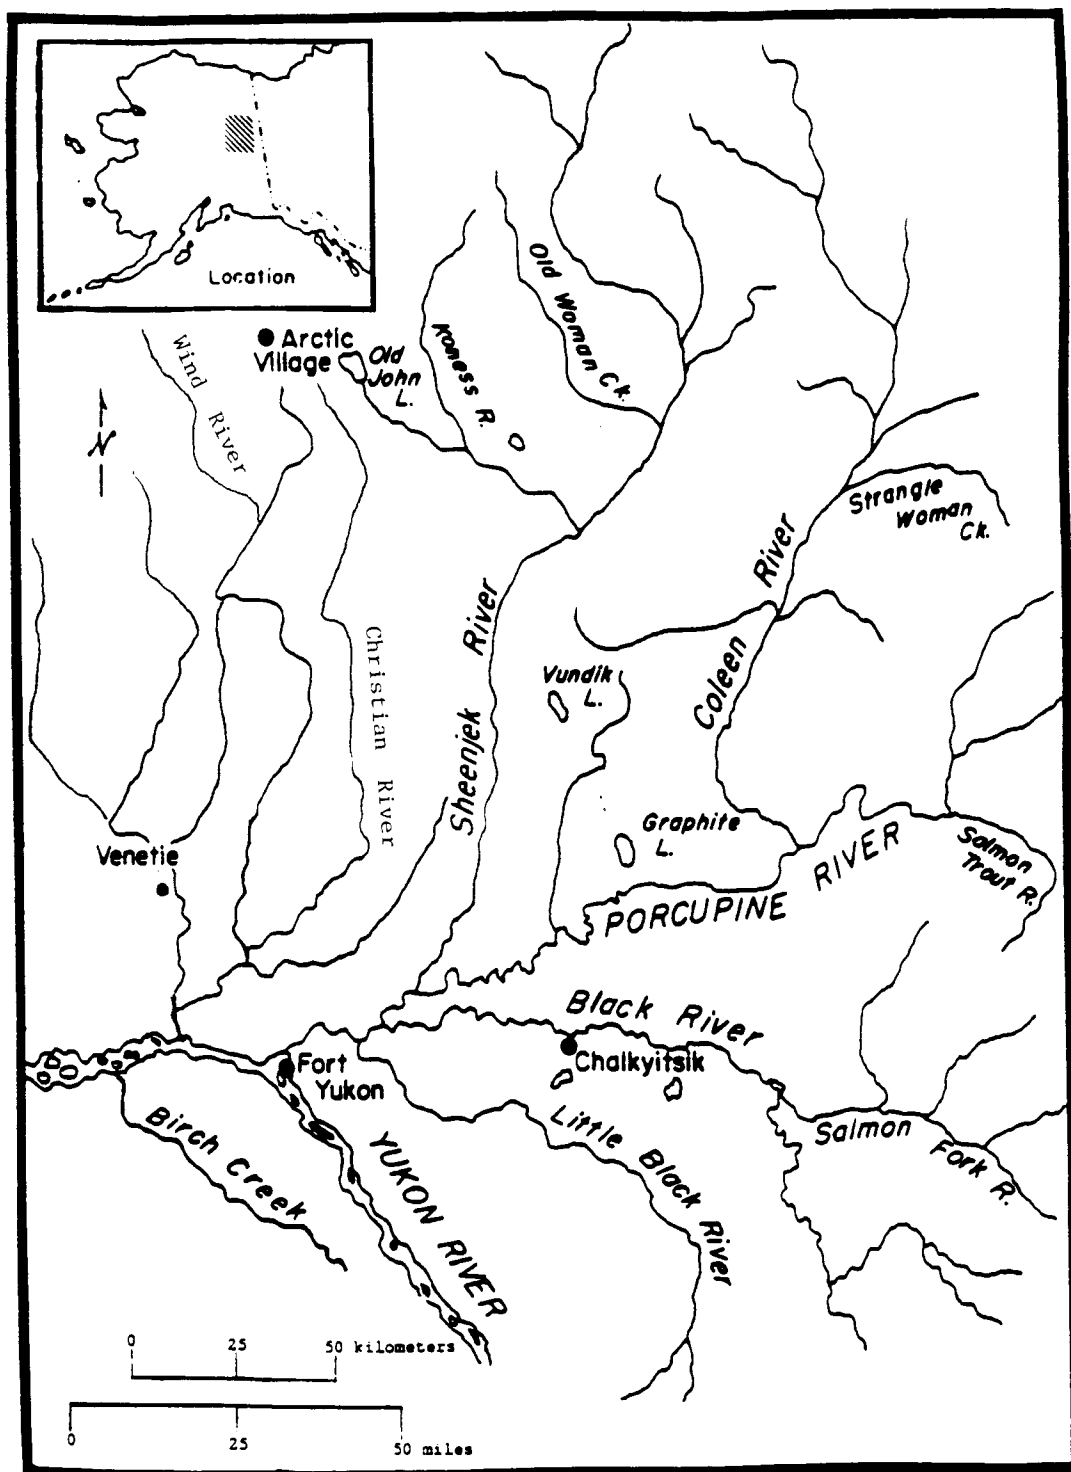 Location
Arctic
Village
Old
John
L.
Wind River
Komess R.
Old Woman Ck.
N
Strangle
Woman
Ck.
Sheenjek River
Coleen River
Christian River
Vundik
L.
Graphite
L.
Venetie
PORCUPINE RIVER
Salmon
Trout R.
Black River
Chalkyitsik
Fort
Yukon
Birch Creek
YUKON RIVER
Little Black River
Salmon Fork R.
0 25 50 kilometers
0 25 50 miles